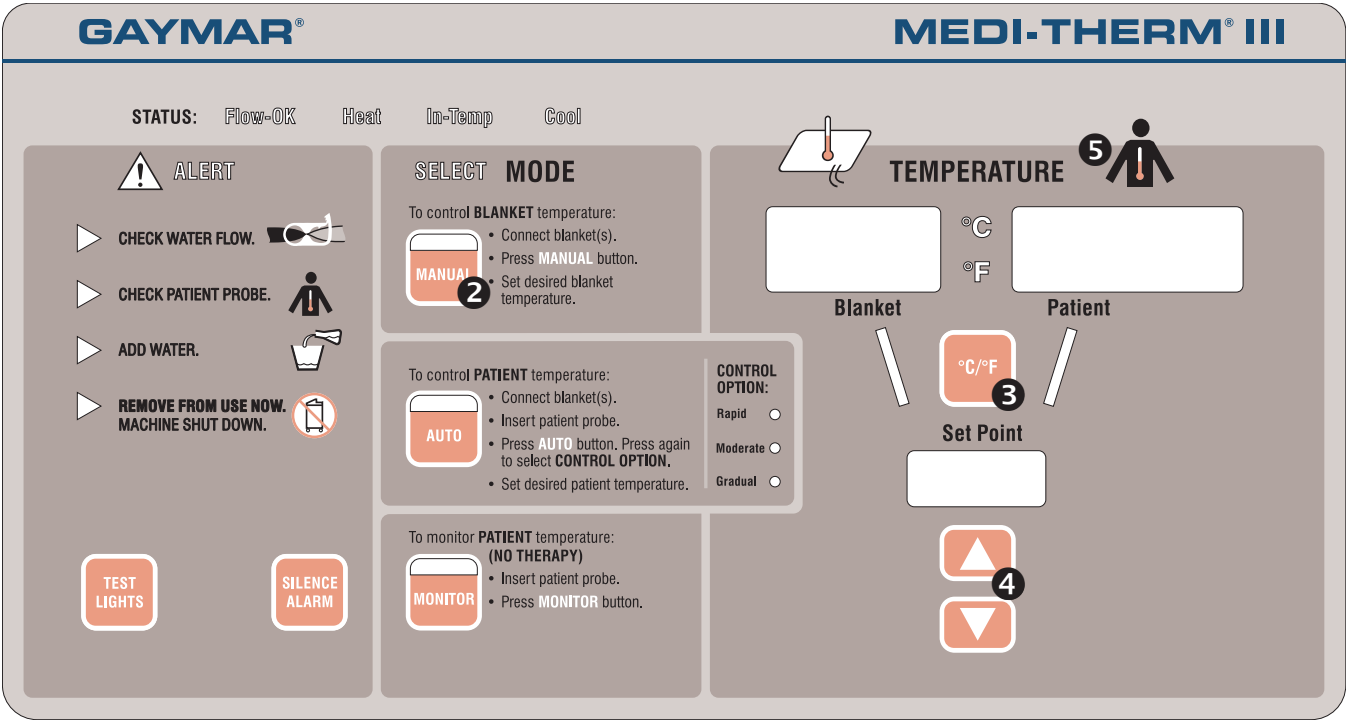 GAYMAR®
MEDI-THERM® III
STATUS: Flow-OK Heat In-Temp Cool
ALERT
CHECK WATER FLOW.
CHECK PATIENT PROBE.
ADD WATER.
REMOVE FROM USE NOW.
MACHINE SHUT DOWN.
TEST
LIGHTS
SILENCE
ALARM
SELECT MODE
To control BLANKET temperature:
MANUAL
2
• Connect blanket(s).
• Press MANUAL button.
• Set desired blanket
temperature.
To control PATIENT temperature:
AUTO
• Connect blanket(s).
• Insert patient probe.
• Press AUTO button. Press again
to select CONTROL OPTION.
• Set desired patient temperature.
CONTROL
OPTION:
Rapid
Moderate
Gradual
To monitor PATIENT temperature:
(NO THERAPY)
MONITOR
• Insert patient probe.
• Press MONITOR button.
TEMPERATURE
5
°C
°F
Blanket
Patient
°C/°F
3
Set Point
4